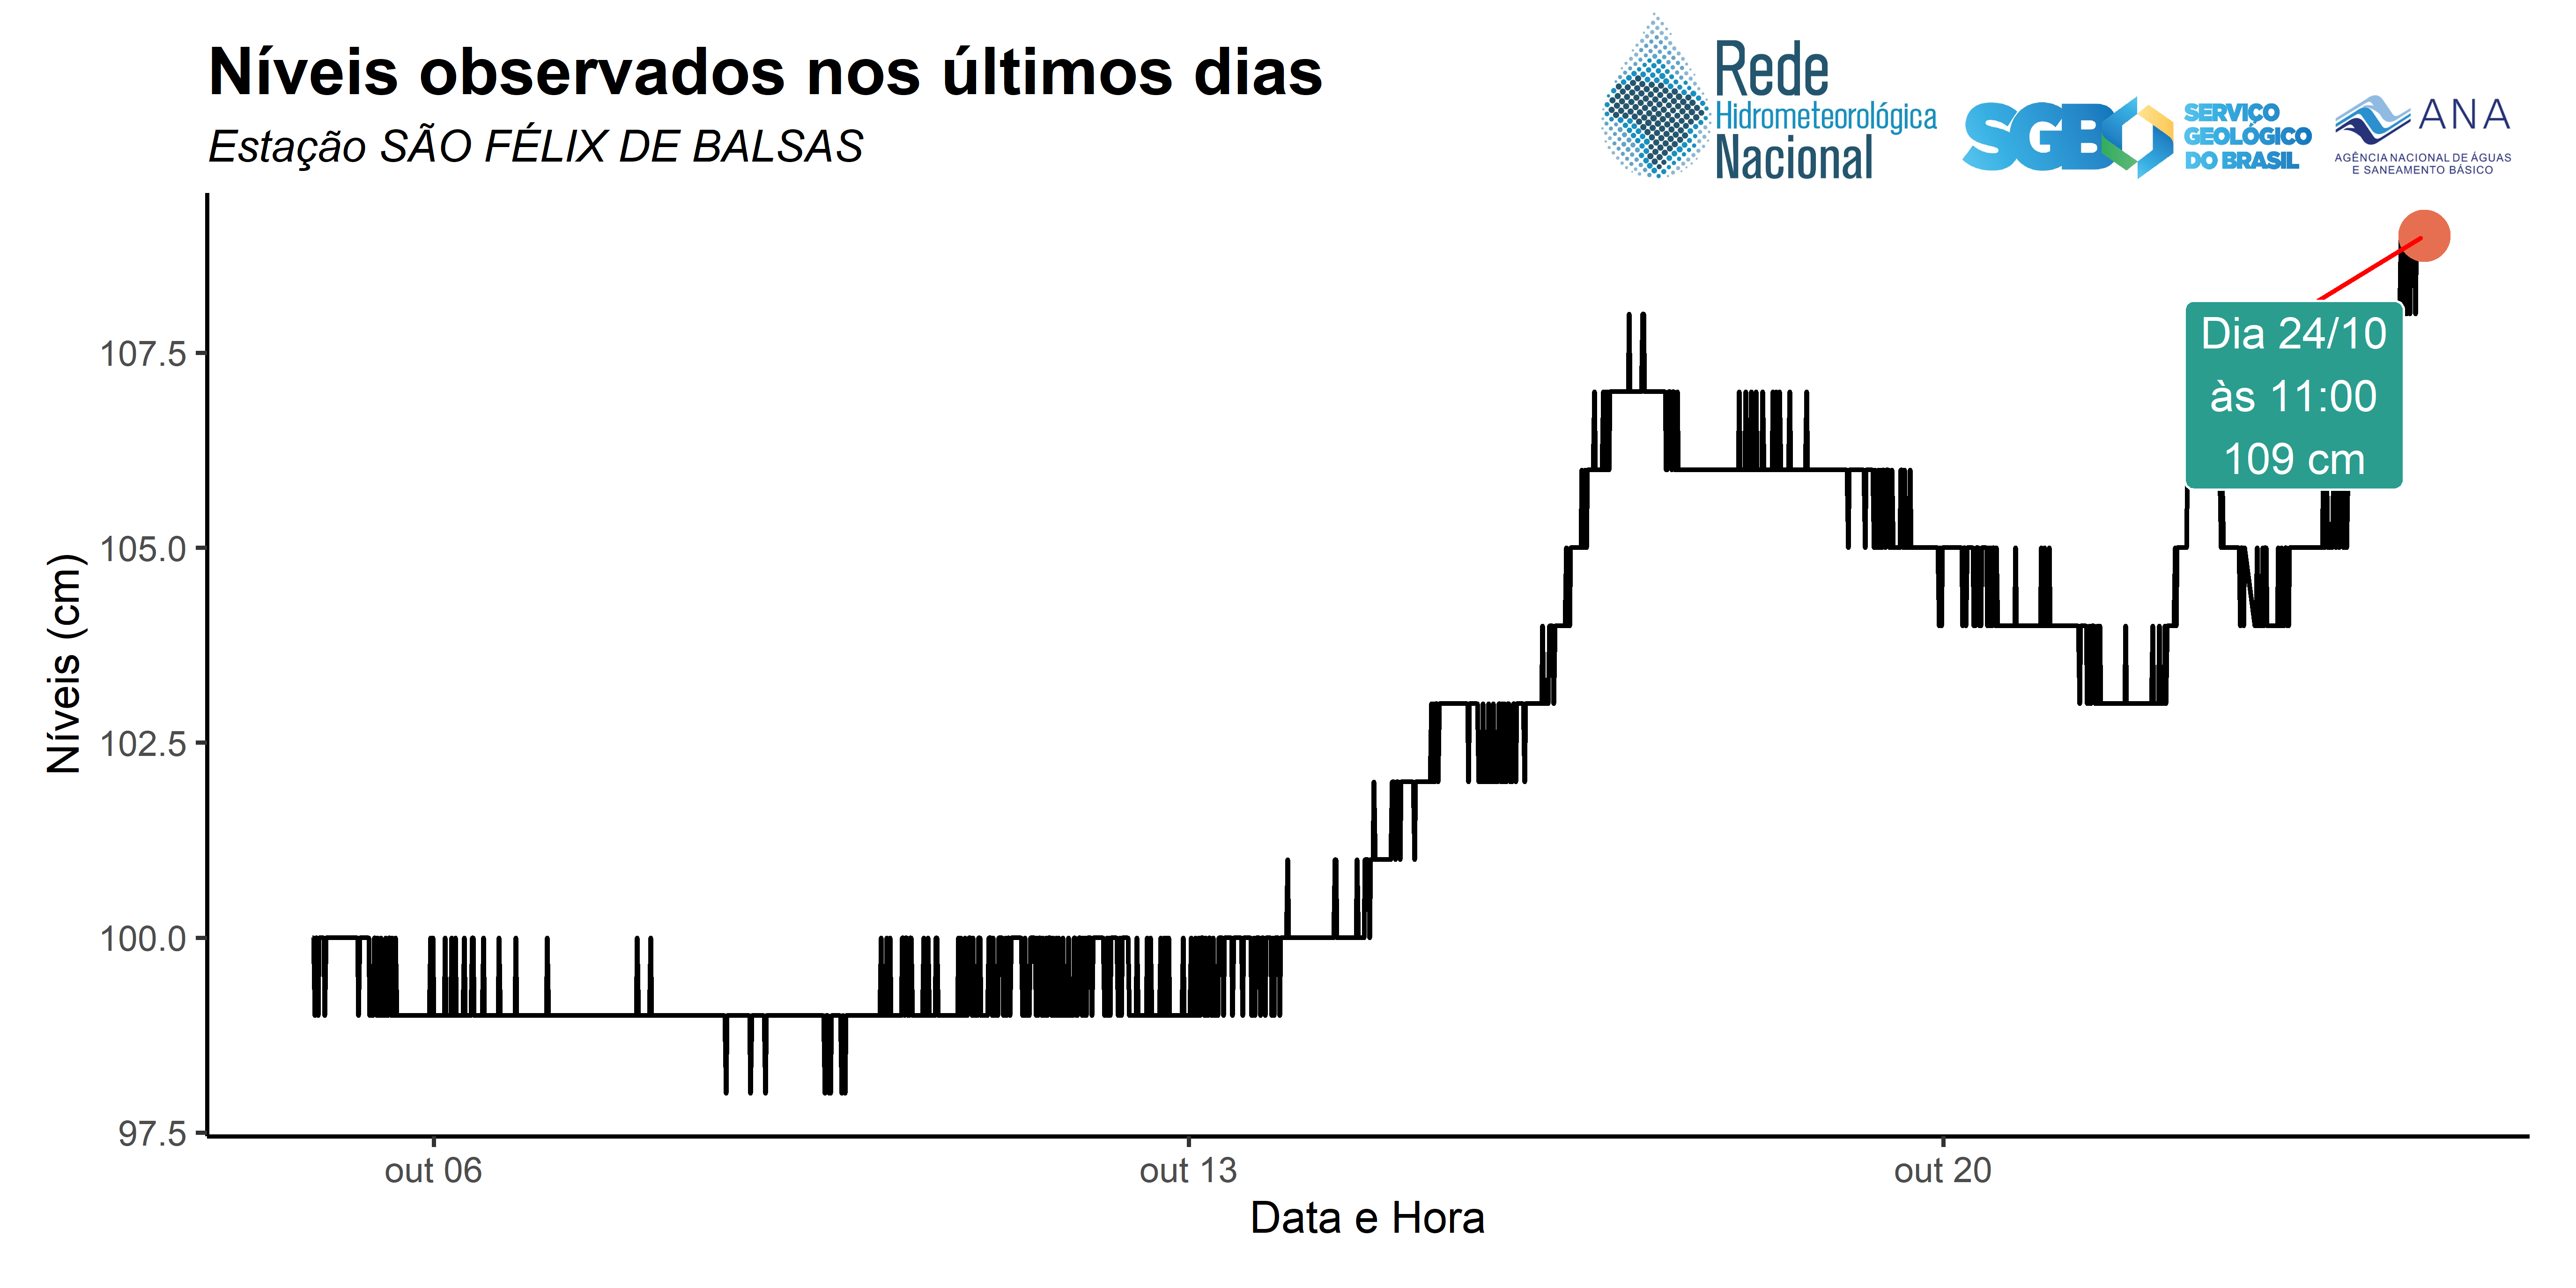 Níveis observados nos últimos dias
Estação SÃO FÉLIX DE BALSAS
Rede
Hidrometeorológica
Nacional
SGB
SERVIÇO
GEOLÓGICO
DO BRASIL
ANA
AGÊNCIA NACIONAL DE ÁGUAS
E SANEAMENTO BÁSICO
Níveis (cm)
107.5
105.0
102.5
100.0
97.5
Dia 24/10
às 11:00
109 cm
out 06
out 13
out 20
Data e Hora